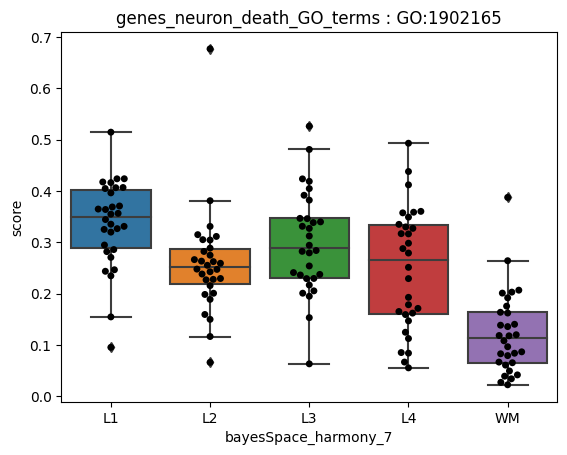 genes_neuron_death_GO_terms : GO:1902165
0.7
0.6
0.5
0.4
0.3
0.2
0.1
0.0
score
L1 L2 L3 L4 WM
bayesSpace_harmony_7